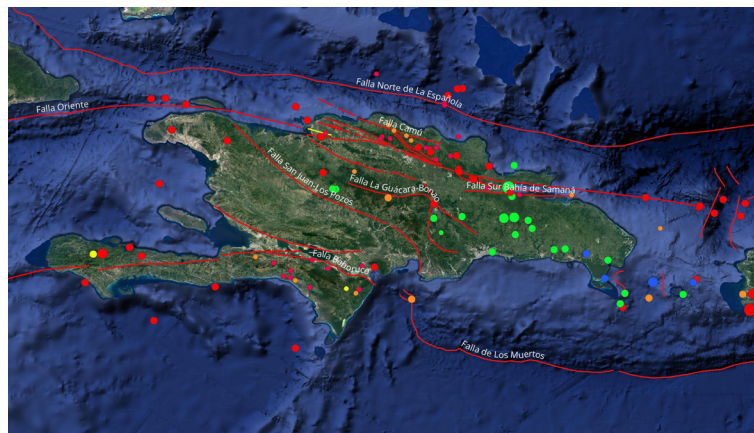 Falla Norte de La Española
Falla Oriente
Falla Camú
Falla San Juan-Los Pozos
Falla La Guácara-Bonao
Falla Sur Bahía de Samaná
Falla Bahoruco
Falla de Los Muertos